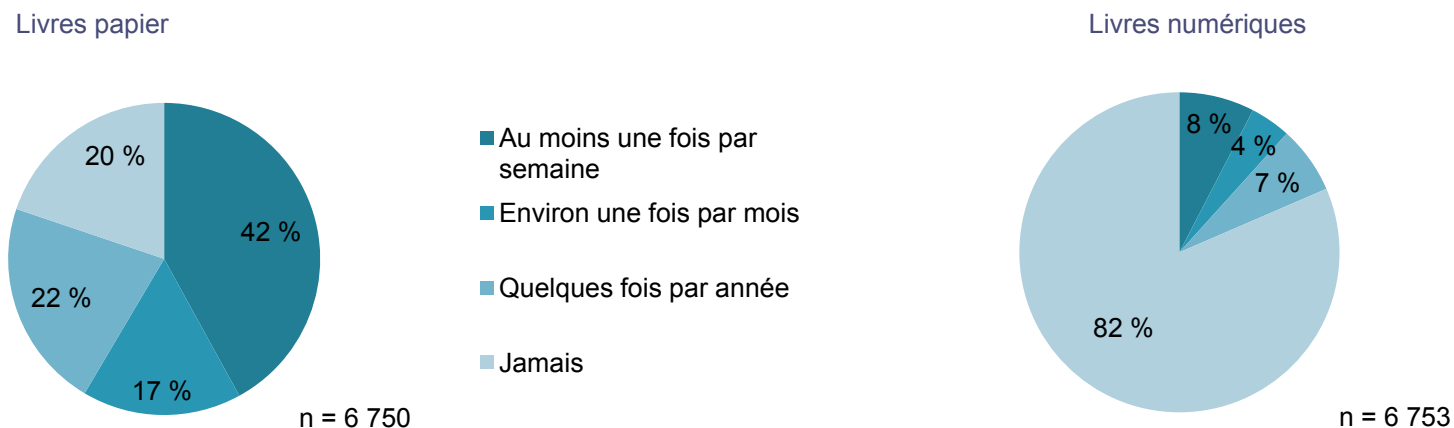 Livres papier
20 %
42 %
22 %
17 %
n = 6 750
Au moins une fois par
semaine
Environ une fois par mois
Quelques fois par année
Jamais
Livres numériques
8 %
4 %
7 %
82 %
n = 6 753